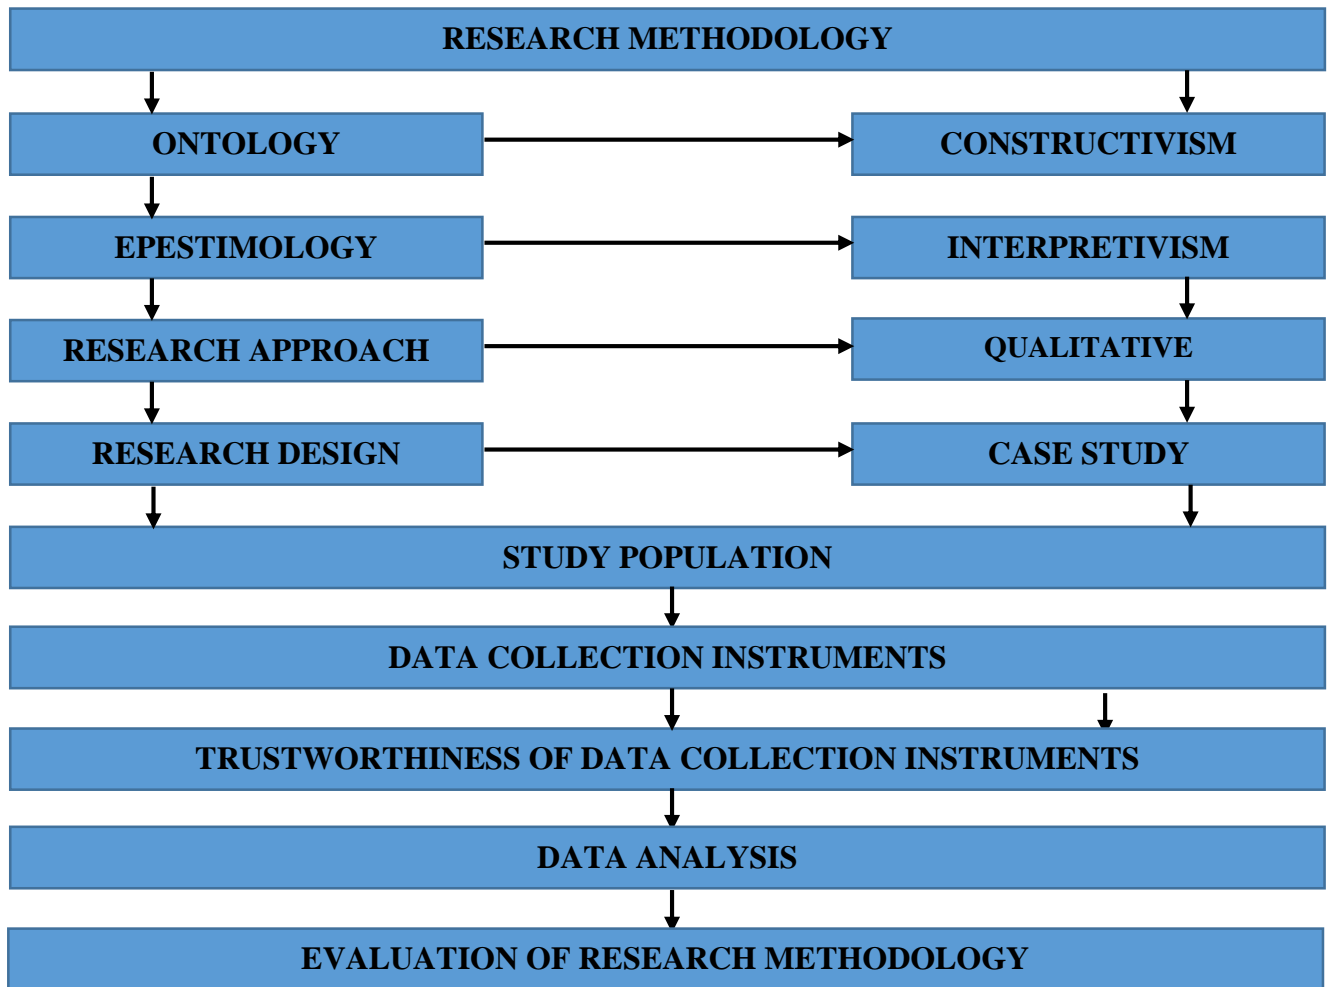 RESEARCH METHODOLOGY
ONTOLOGY
CONSTRUCTIVISM
EPESTIMOLOGY
INTERPRETIVISM
RESEARCH APPROACH
QUALITATIVE
RESEARCH DESIGN
CASE STUDY
STUDY POPULATION
DATA COLLECTION INSTRUMENTS
TRUSTWORTHINESS OF DATA COLLECTION INSTRUMENTS
DATA ANALYSIS
EVALUATION OF RESEARCH METHODOLOGY